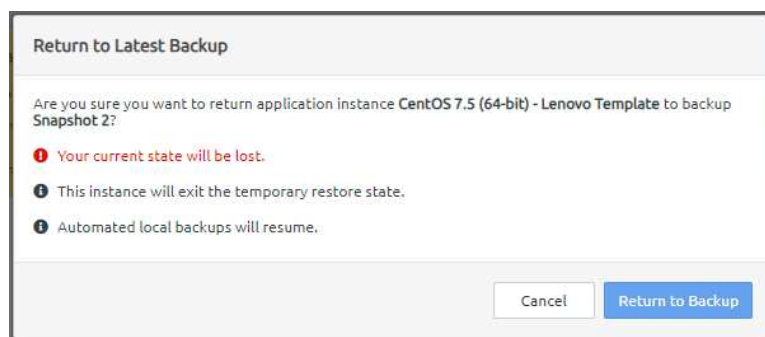 Return to Latest Backup
Are you sure you want to return application instance CentOS 7.5 (64-bit) - Lenovo Template to backup
Snapshot 2?
Your current state will be lost.
This instance will exit the temporary restore state.
Automated local backups will resume.
Cancel
Return to Backup